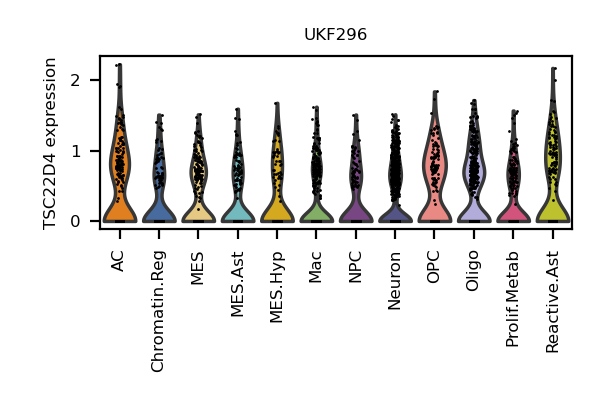 UKF296
TSC22D4 expression
2
1
0
AC
Chromatin.Reg
MES
MES.Ast
MES.Hyp
Mac
NPC
Neuron
OPC
Oligo
Prolif.Metab
Reactive.Ast